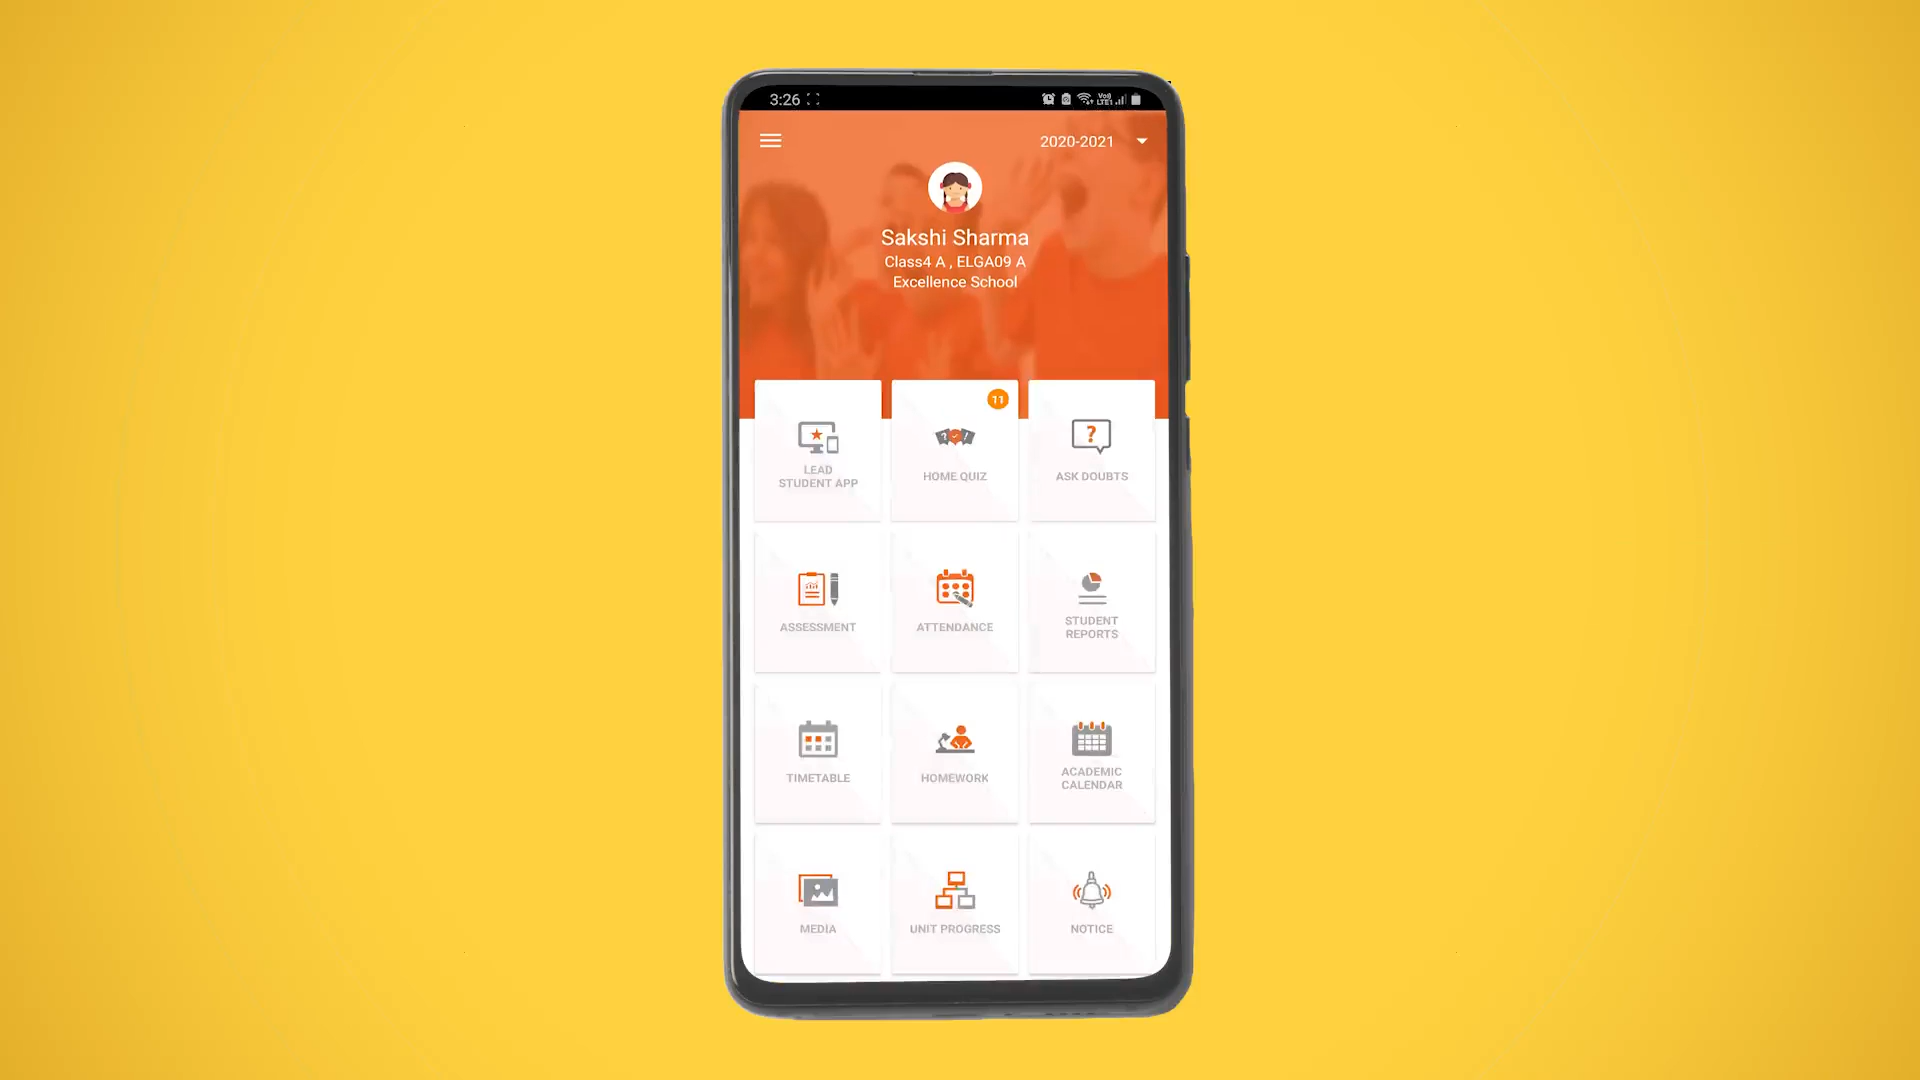 3:26
2020-2021
Sakshi Sharma
Class4 A , ELGA09 A
Excellence School
11
LEAD
STUDENT APP
HOME QUIZ
ASK DOUBTS
ASSESSMENT
ATTENDANCE
STUDENT
REPORTS
TIMETABLE
HOMEWORK
ACADEMIC
CALENDAR
MEDIA
UNIT PROGRESS
NOTICE